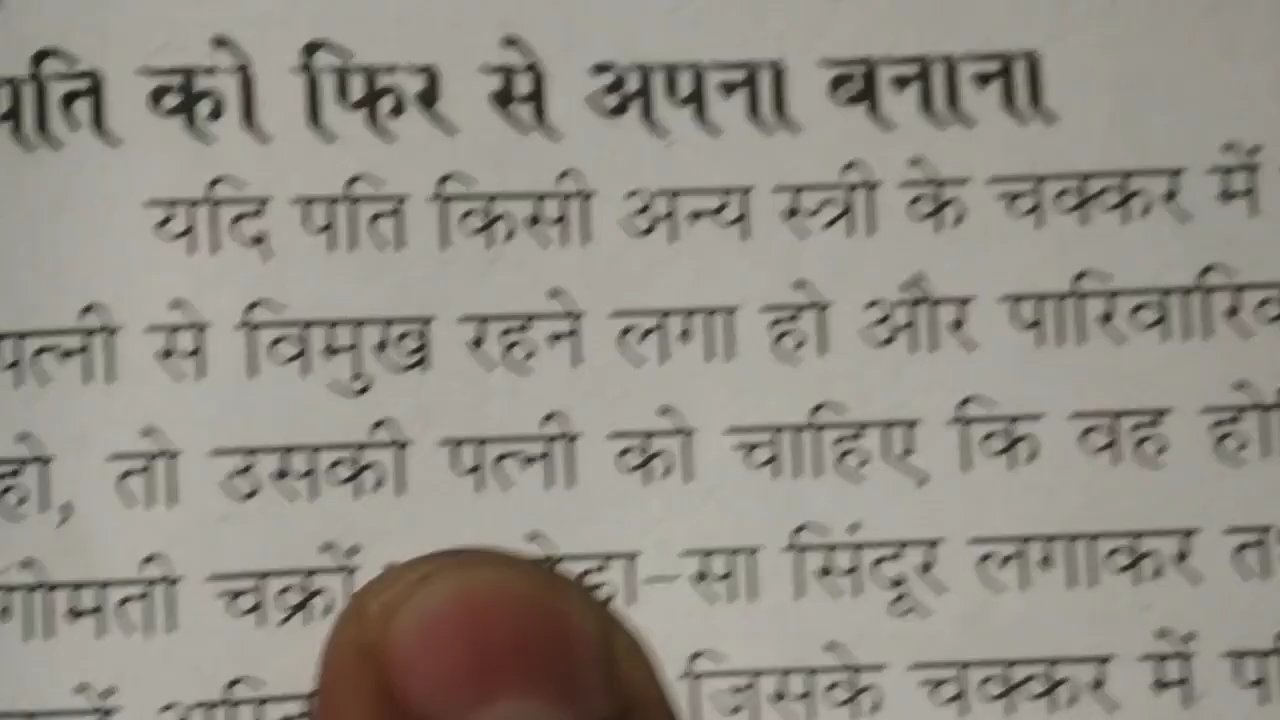 पति को फिर से अपना बनाना
यदि पति किसी अन्य स्त्री के चक्कर में
पत्नी से विमुख रहने लगा हो और
हो, तो उसकी पत्नी को चाहिए कि वह
गोमती चक्रों सा सिंदूर लगाकर
जिसके चक्कर में